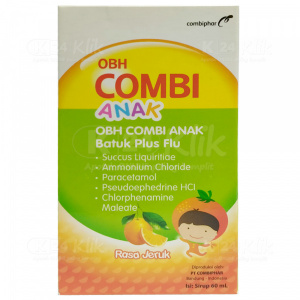 combiphar
OBH
COMBI
ANAK
OBH COMBI ANAK
Batuk Plus Flu
• Succus Liquiritiae
• Ammonium Chloride
• Paracetamol
• Pseudoephedrine HCl
• Chlorphenamine
Maleate
Rasa Jeruk
Diproduksi oleh:
PT COMBIPHAR
Bandung - Indonesia
Isi: Sirup 60 mL